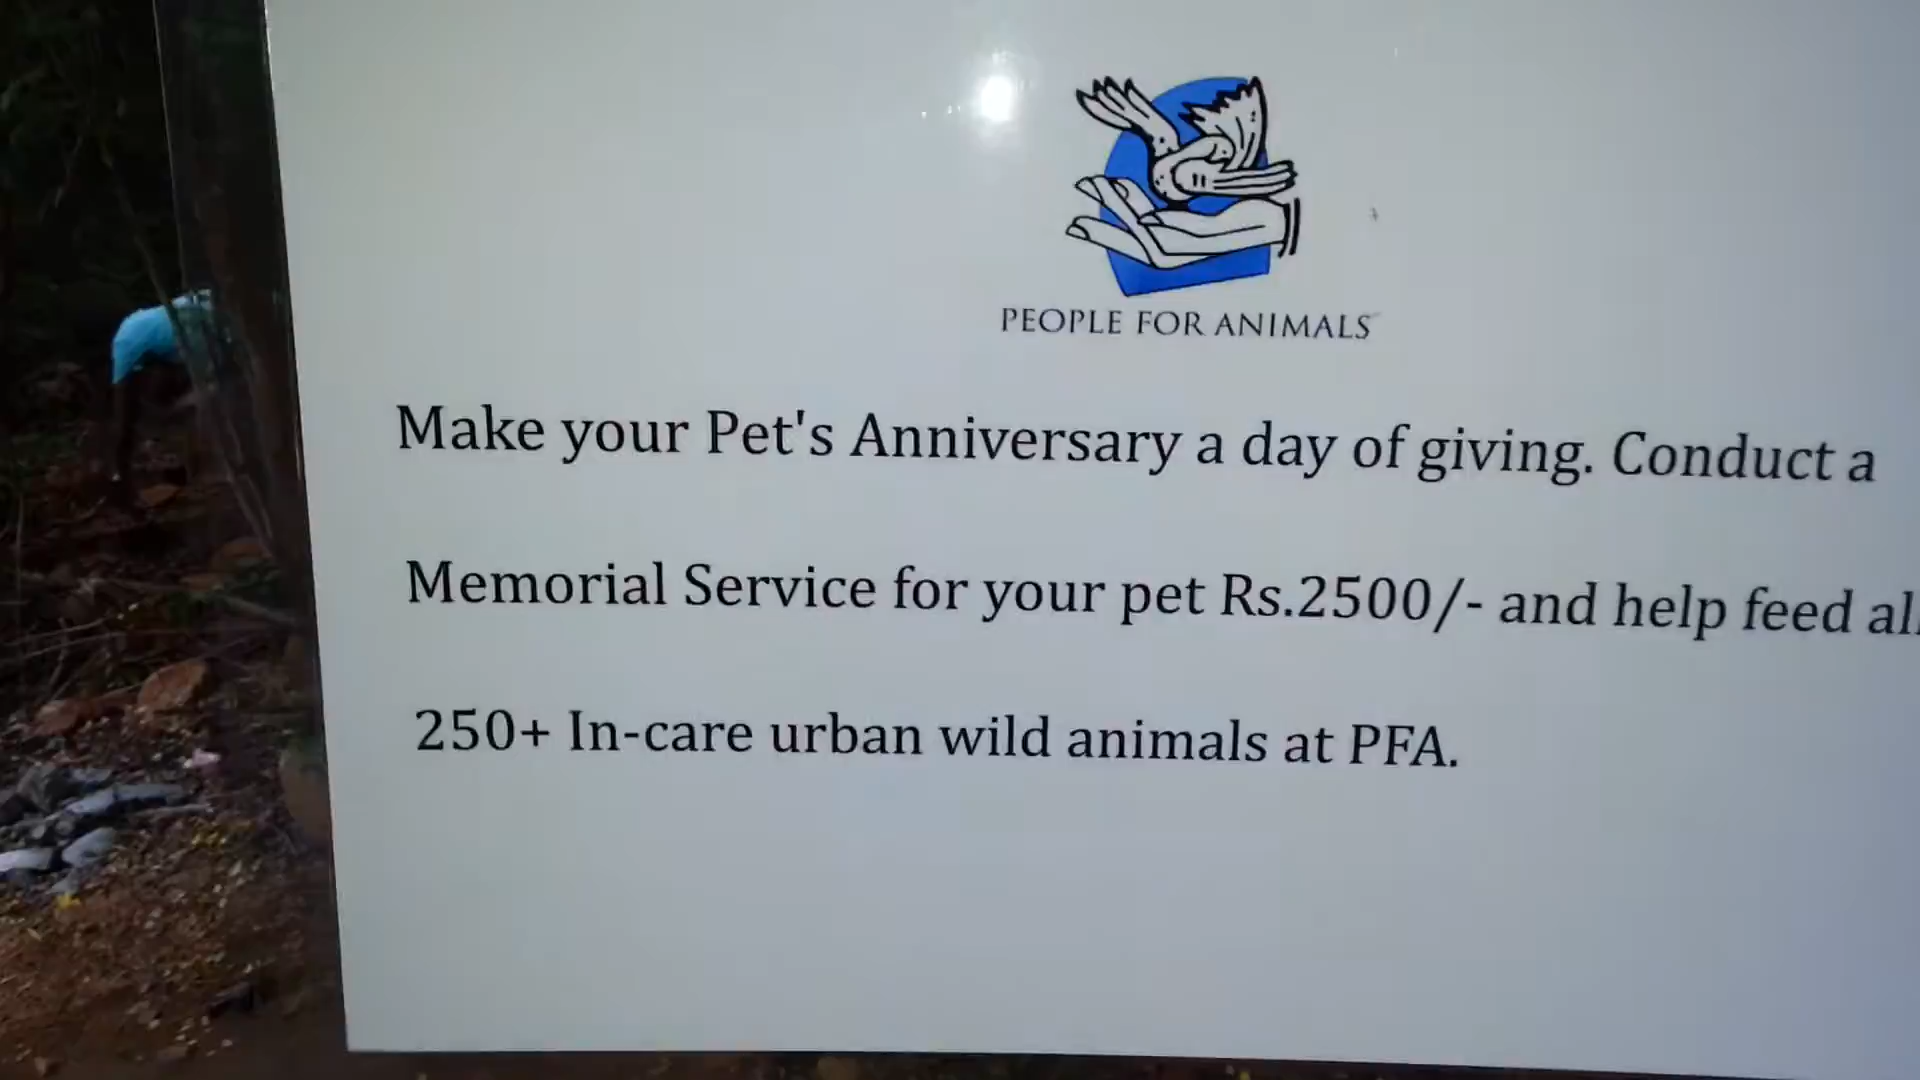 PEOPLE FOR ANIMALS
Make your Pet's Anniversary a day of giving. Conduct a
Memorial Service for your pet Rs.2500/- and help feed all
250+ In-care urban wild animals at PFA.